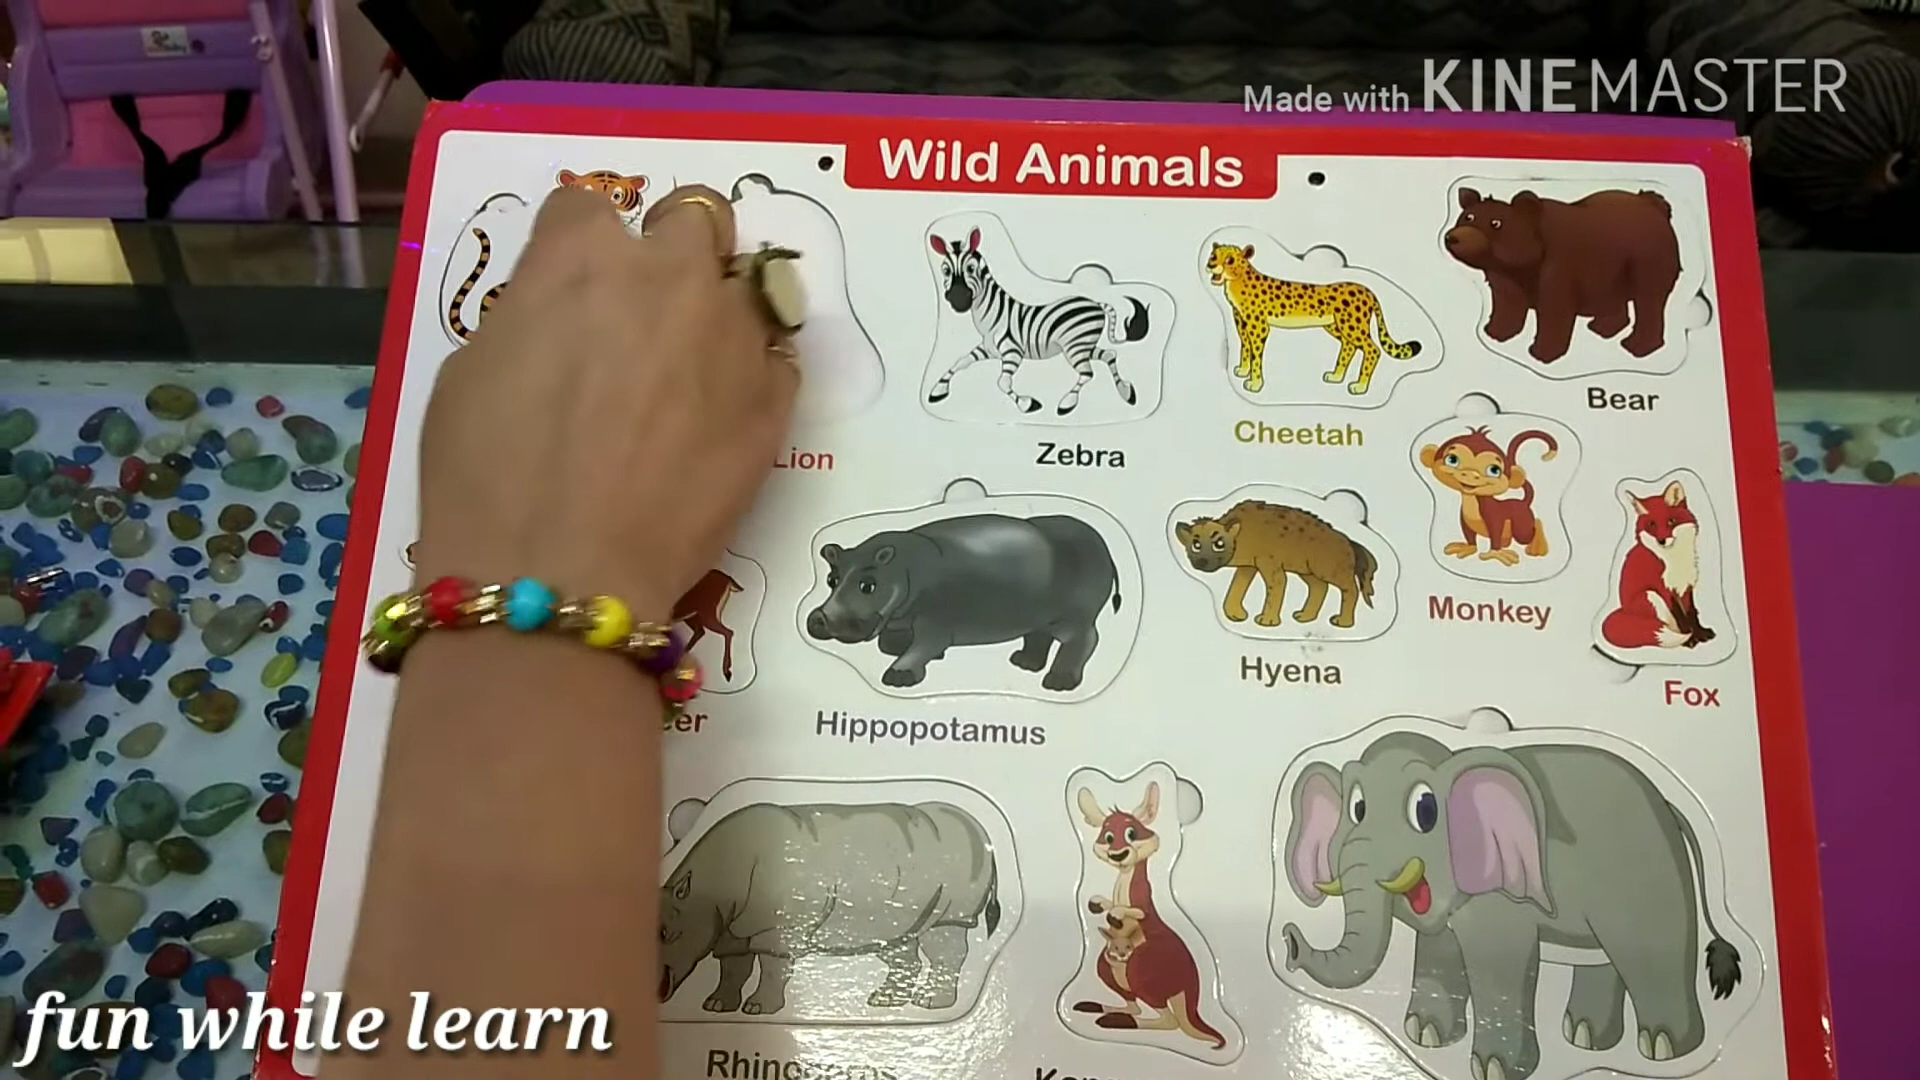 Made with KINEMASTER
Wild Animals
Lion
Zebra
Cheetah
Bear
Hippopotamus
Hyena
Monkey
Fox
fun while learn